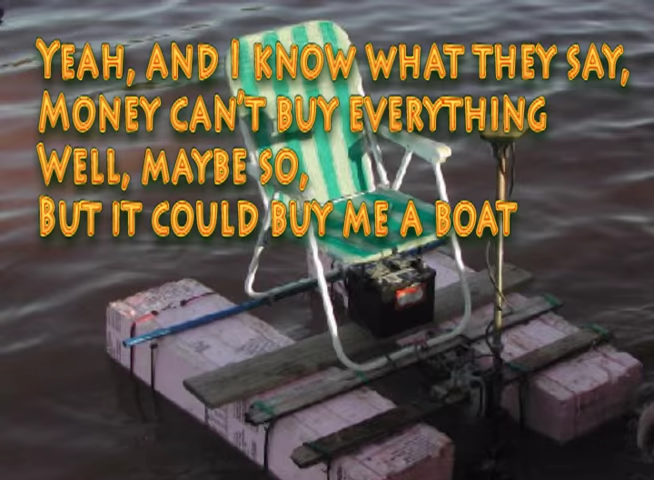 Yeah, and I know what they say,
Money can't buy everything
Well, maybe so,
But it could buy me a boat